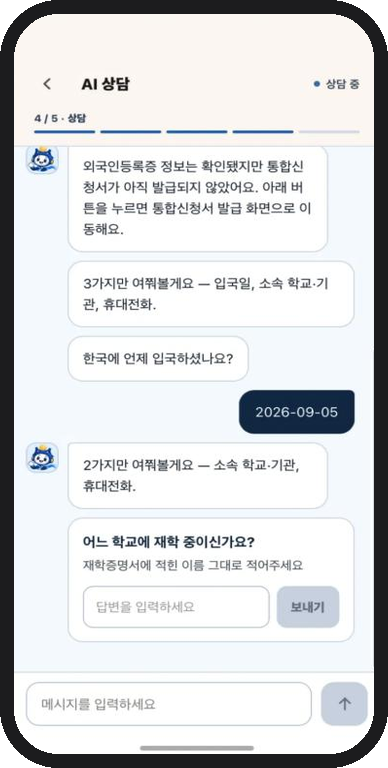 AI 상담
상담 중
4 / 5 · 상담
외국인등록증 정보는 확인됐지만 통합신
청서가 아직 발급되지 않았어요. 아래 버
튼을 누르면 통합신청서 발급 화면으로 이
동해요.
3가지만 여쭤볼게요 — 입국일, 소속 학교·기
관, 휴대전화.
한국에 언제 입국하셨나요?
2026-09-05
2가지만 여쭤볼게요 — 소속 학교·기관,
휴대전화.
어느 학교에 재학 중이신가요?
재학증명서에 적힌 이름 그대로 적어주세요
답변을 입력하세요
보내기
메시지를 입력하세요